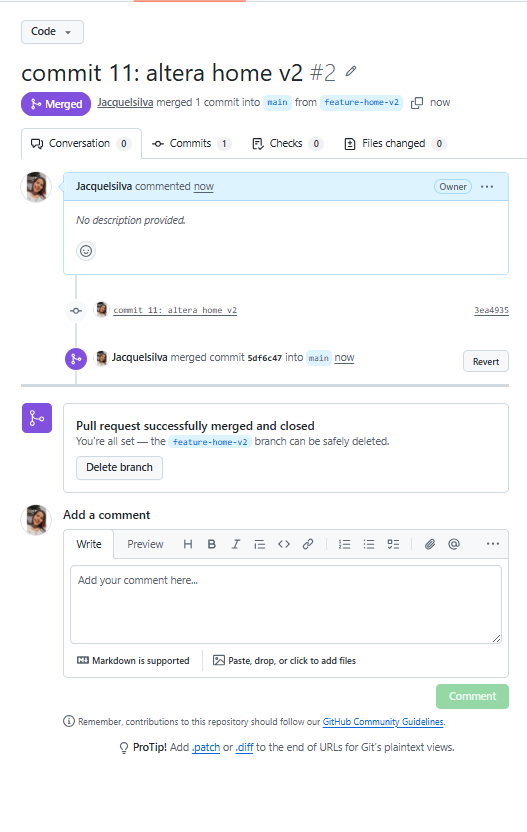 Code
commit 11: altera home v2 #2
Merged Jacquelsilva merged 1 commit into main from feature-home-v2 now
Conversation 0 Commits 1 Checks 0 Files changed 0
Jacquelsilva commented now Owner
No description provided.
commit 11: altera home v2 3ea4935
Jacquelsilva merged commit 5df6c47 into main now Revert
Pull request successfully merged and closed
You're all set — the feature-home-v2 branch can be safely deleted.
Delete branch
Add a comment
Write Preview H B I
Add your comment here...
Markdown is supported Paste, drop, or click to add files
Comment
Remember, contributions to this repository should follow our GitHub Community Guidelines.
ProTip! Add .patch or .diff to the end of URLs for Git's plaintext views.